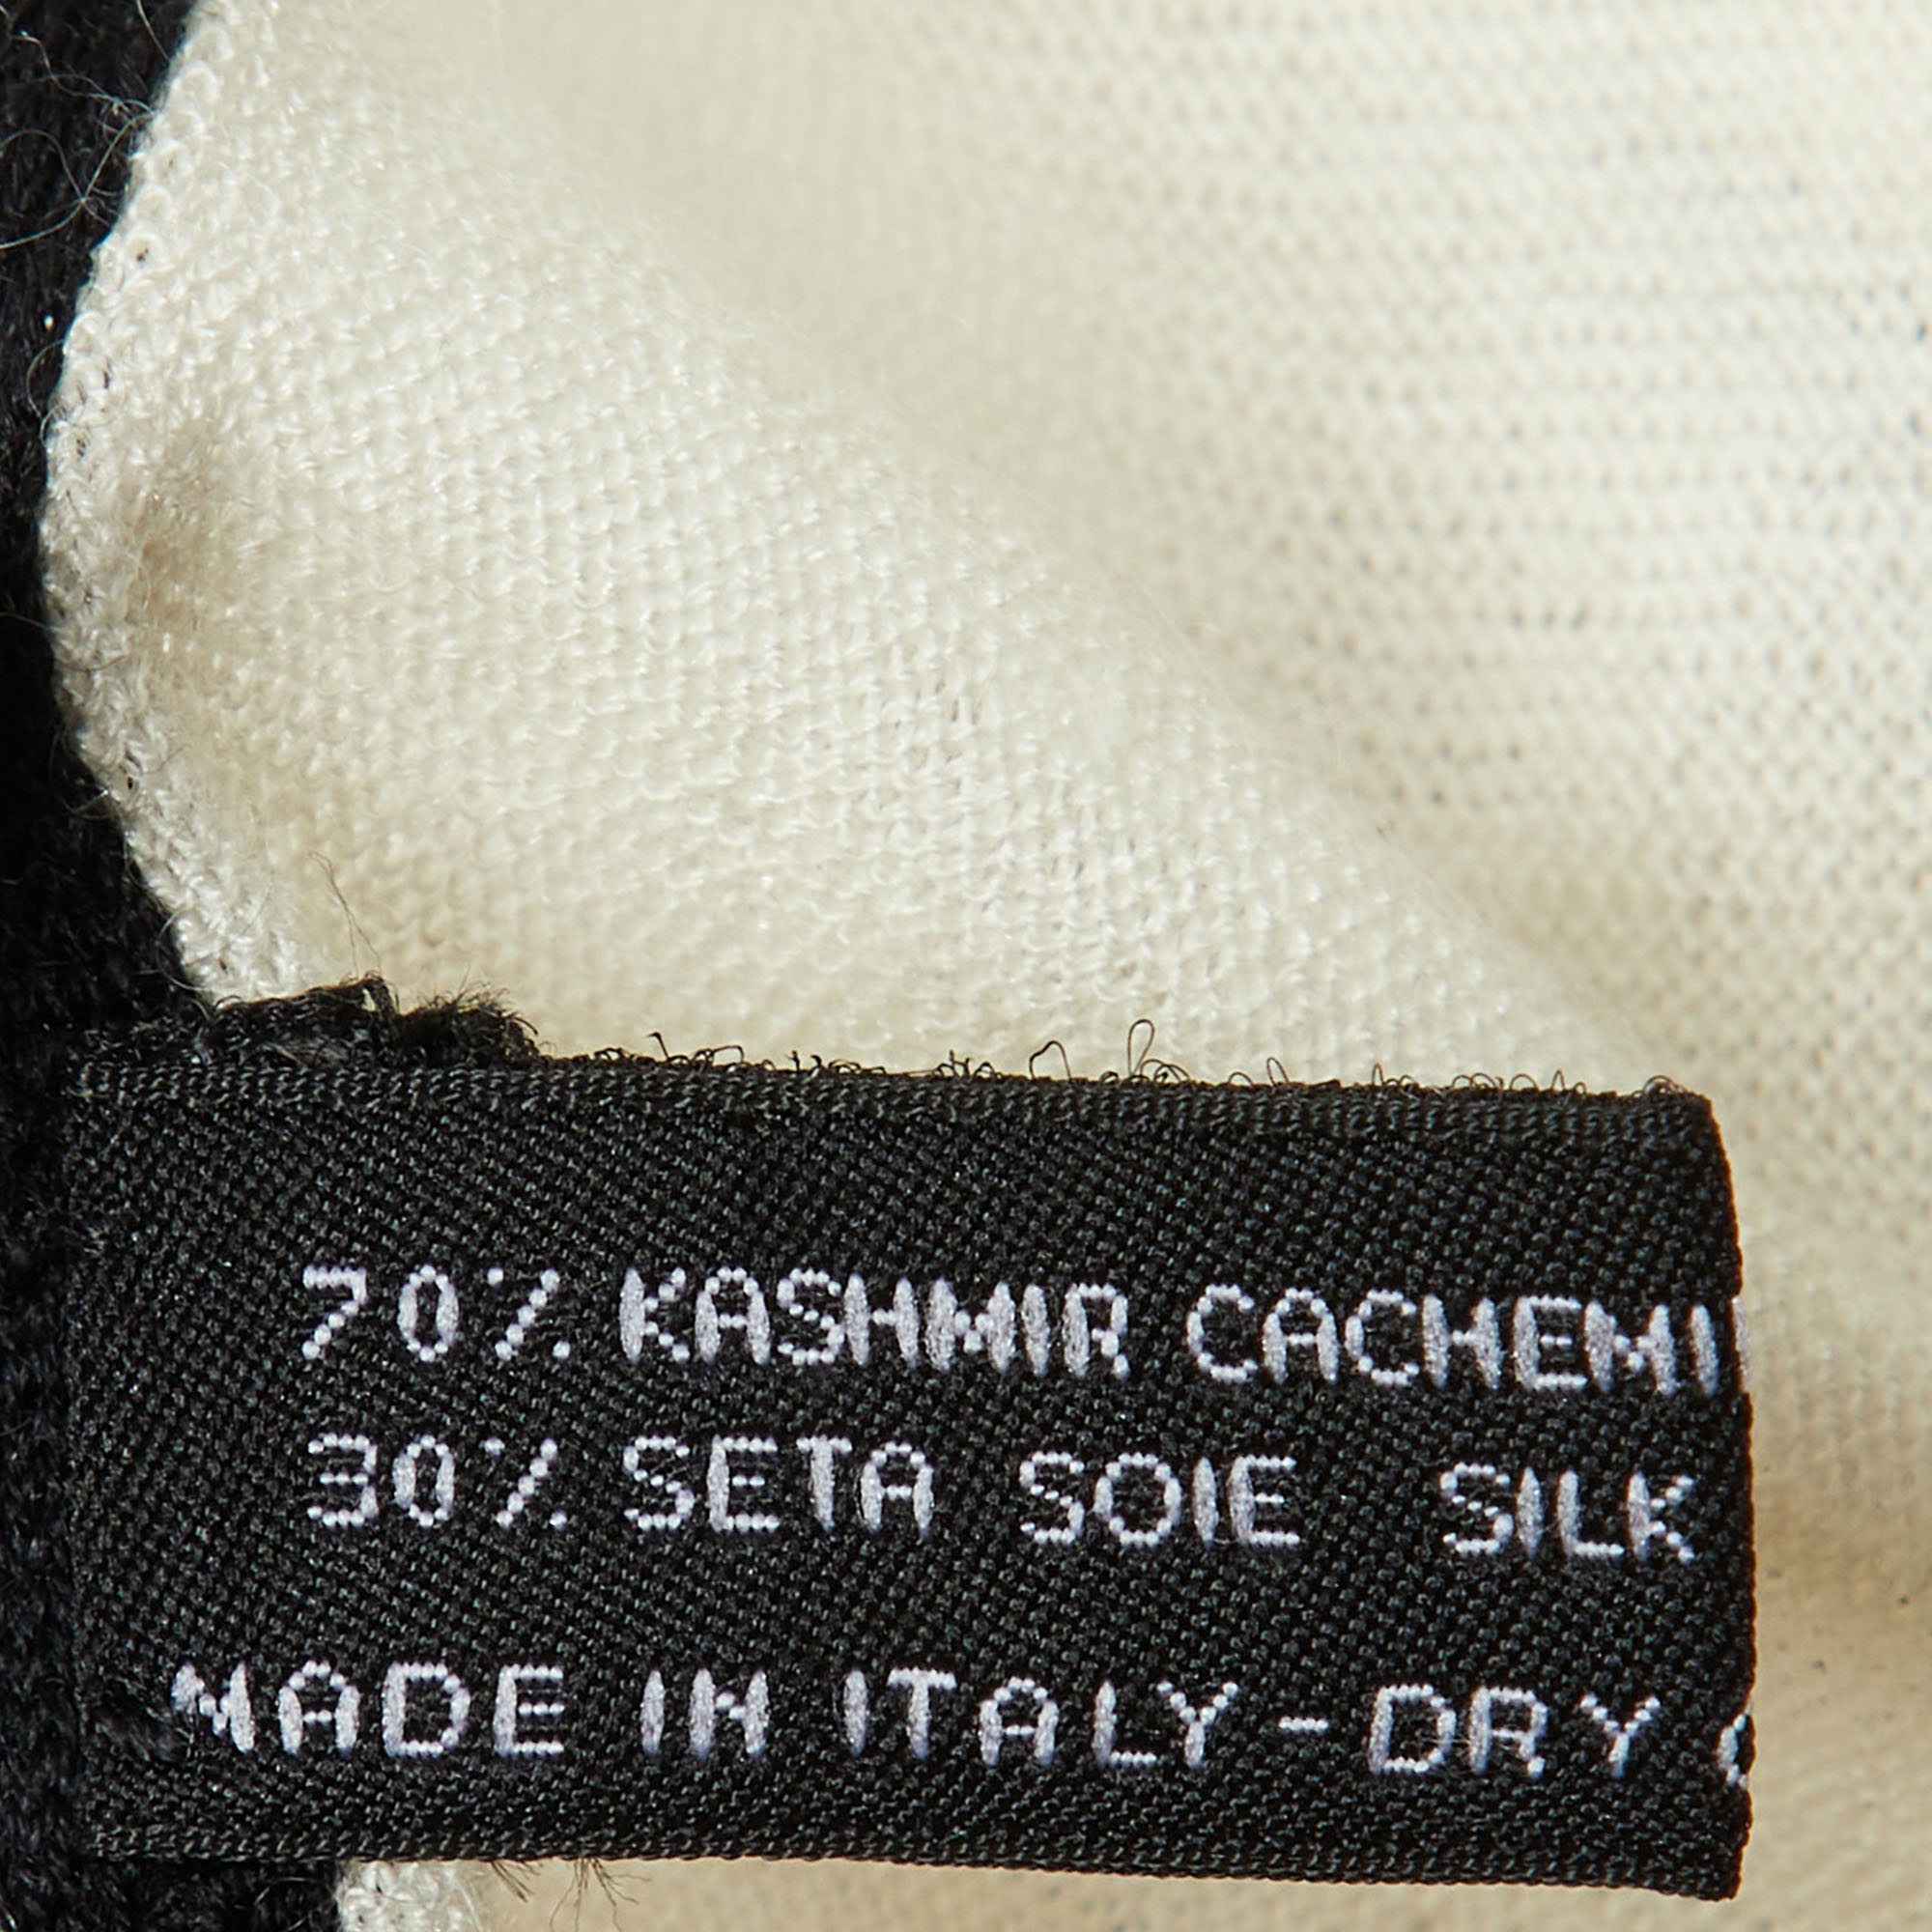 70% KASHMIR CACHEMI
30% SETA SOIE SILK
MADE IN ITALY - DRY